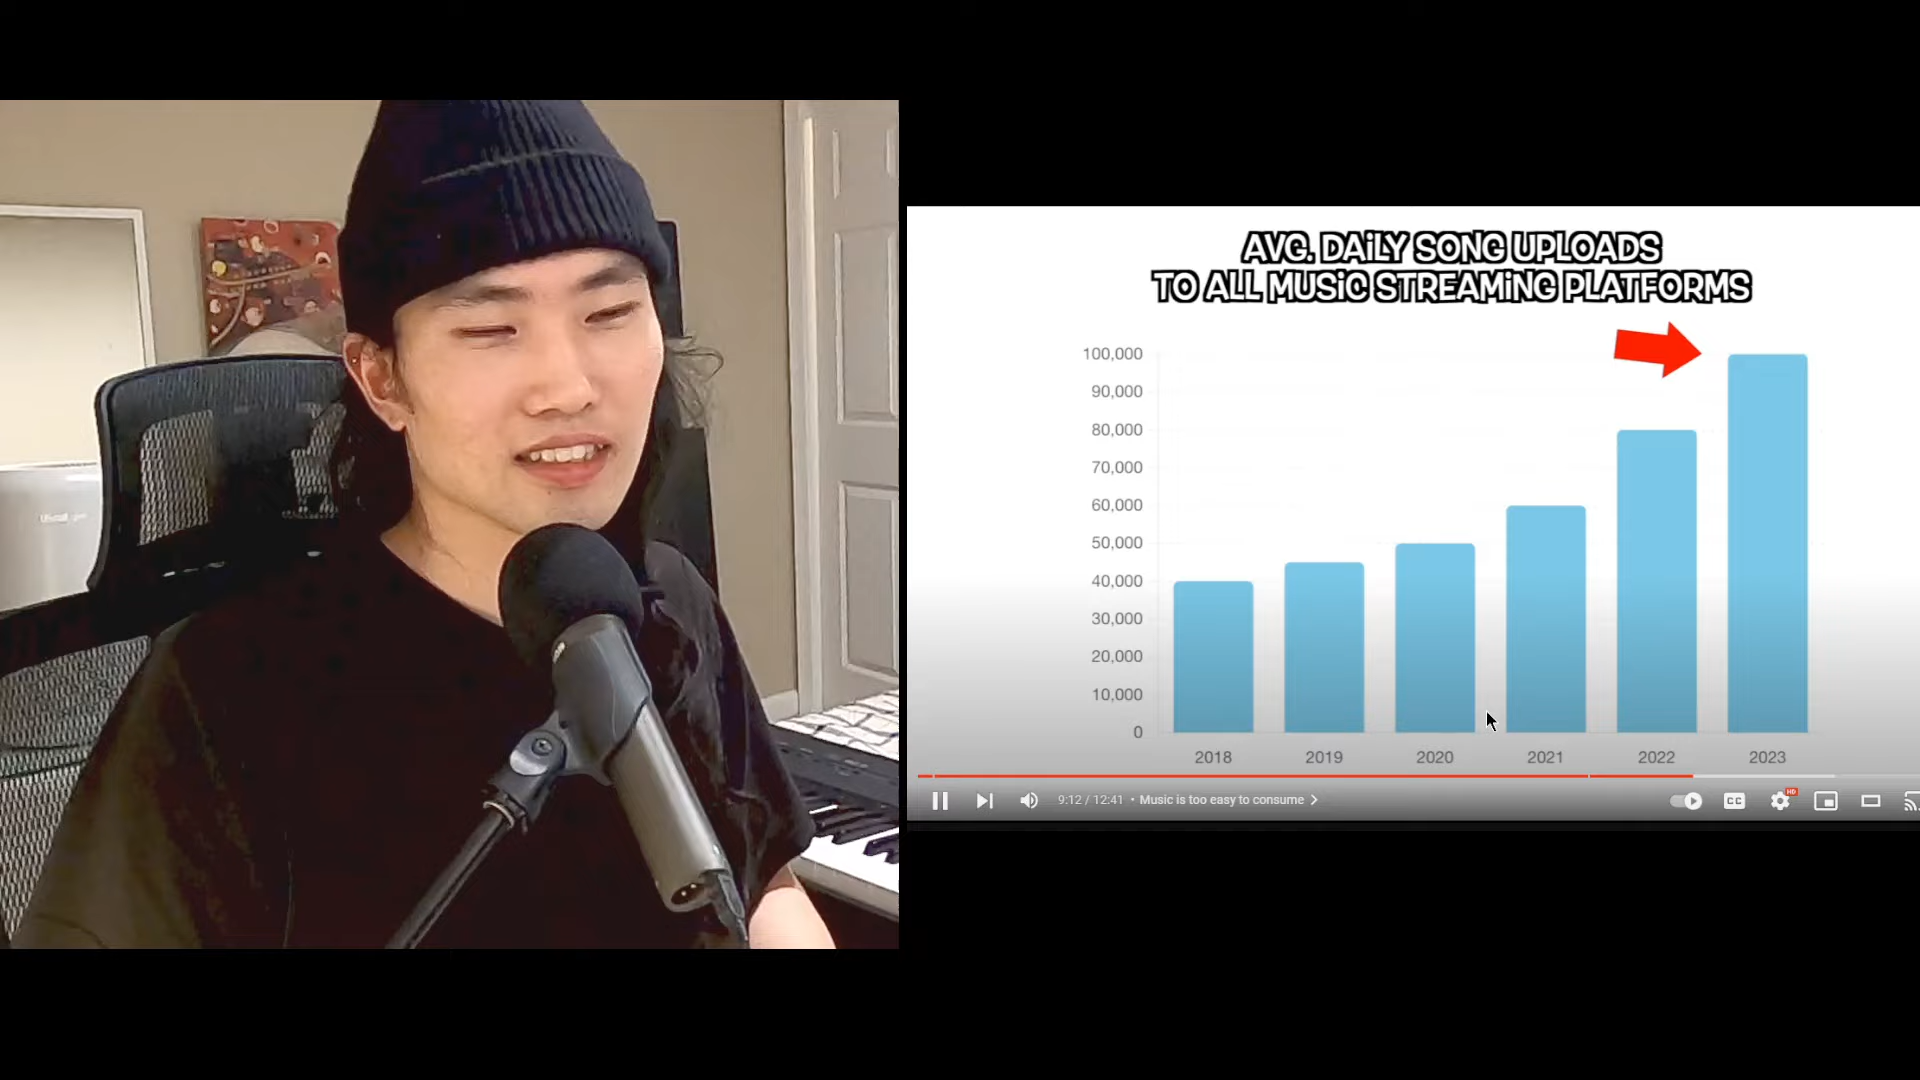 AVG. DAiLY SONG UPLOADS
TO ALL MUSiC STREAMiNG PLATFORMS
100,000
90,000
80,000
70,000
60,000
50,000
40,000
30,000
20,000
10,000
0
2018 2019 2020 2021 2022 2023
9:12 / 12:41 • Music is too easy to consume
CC
HD